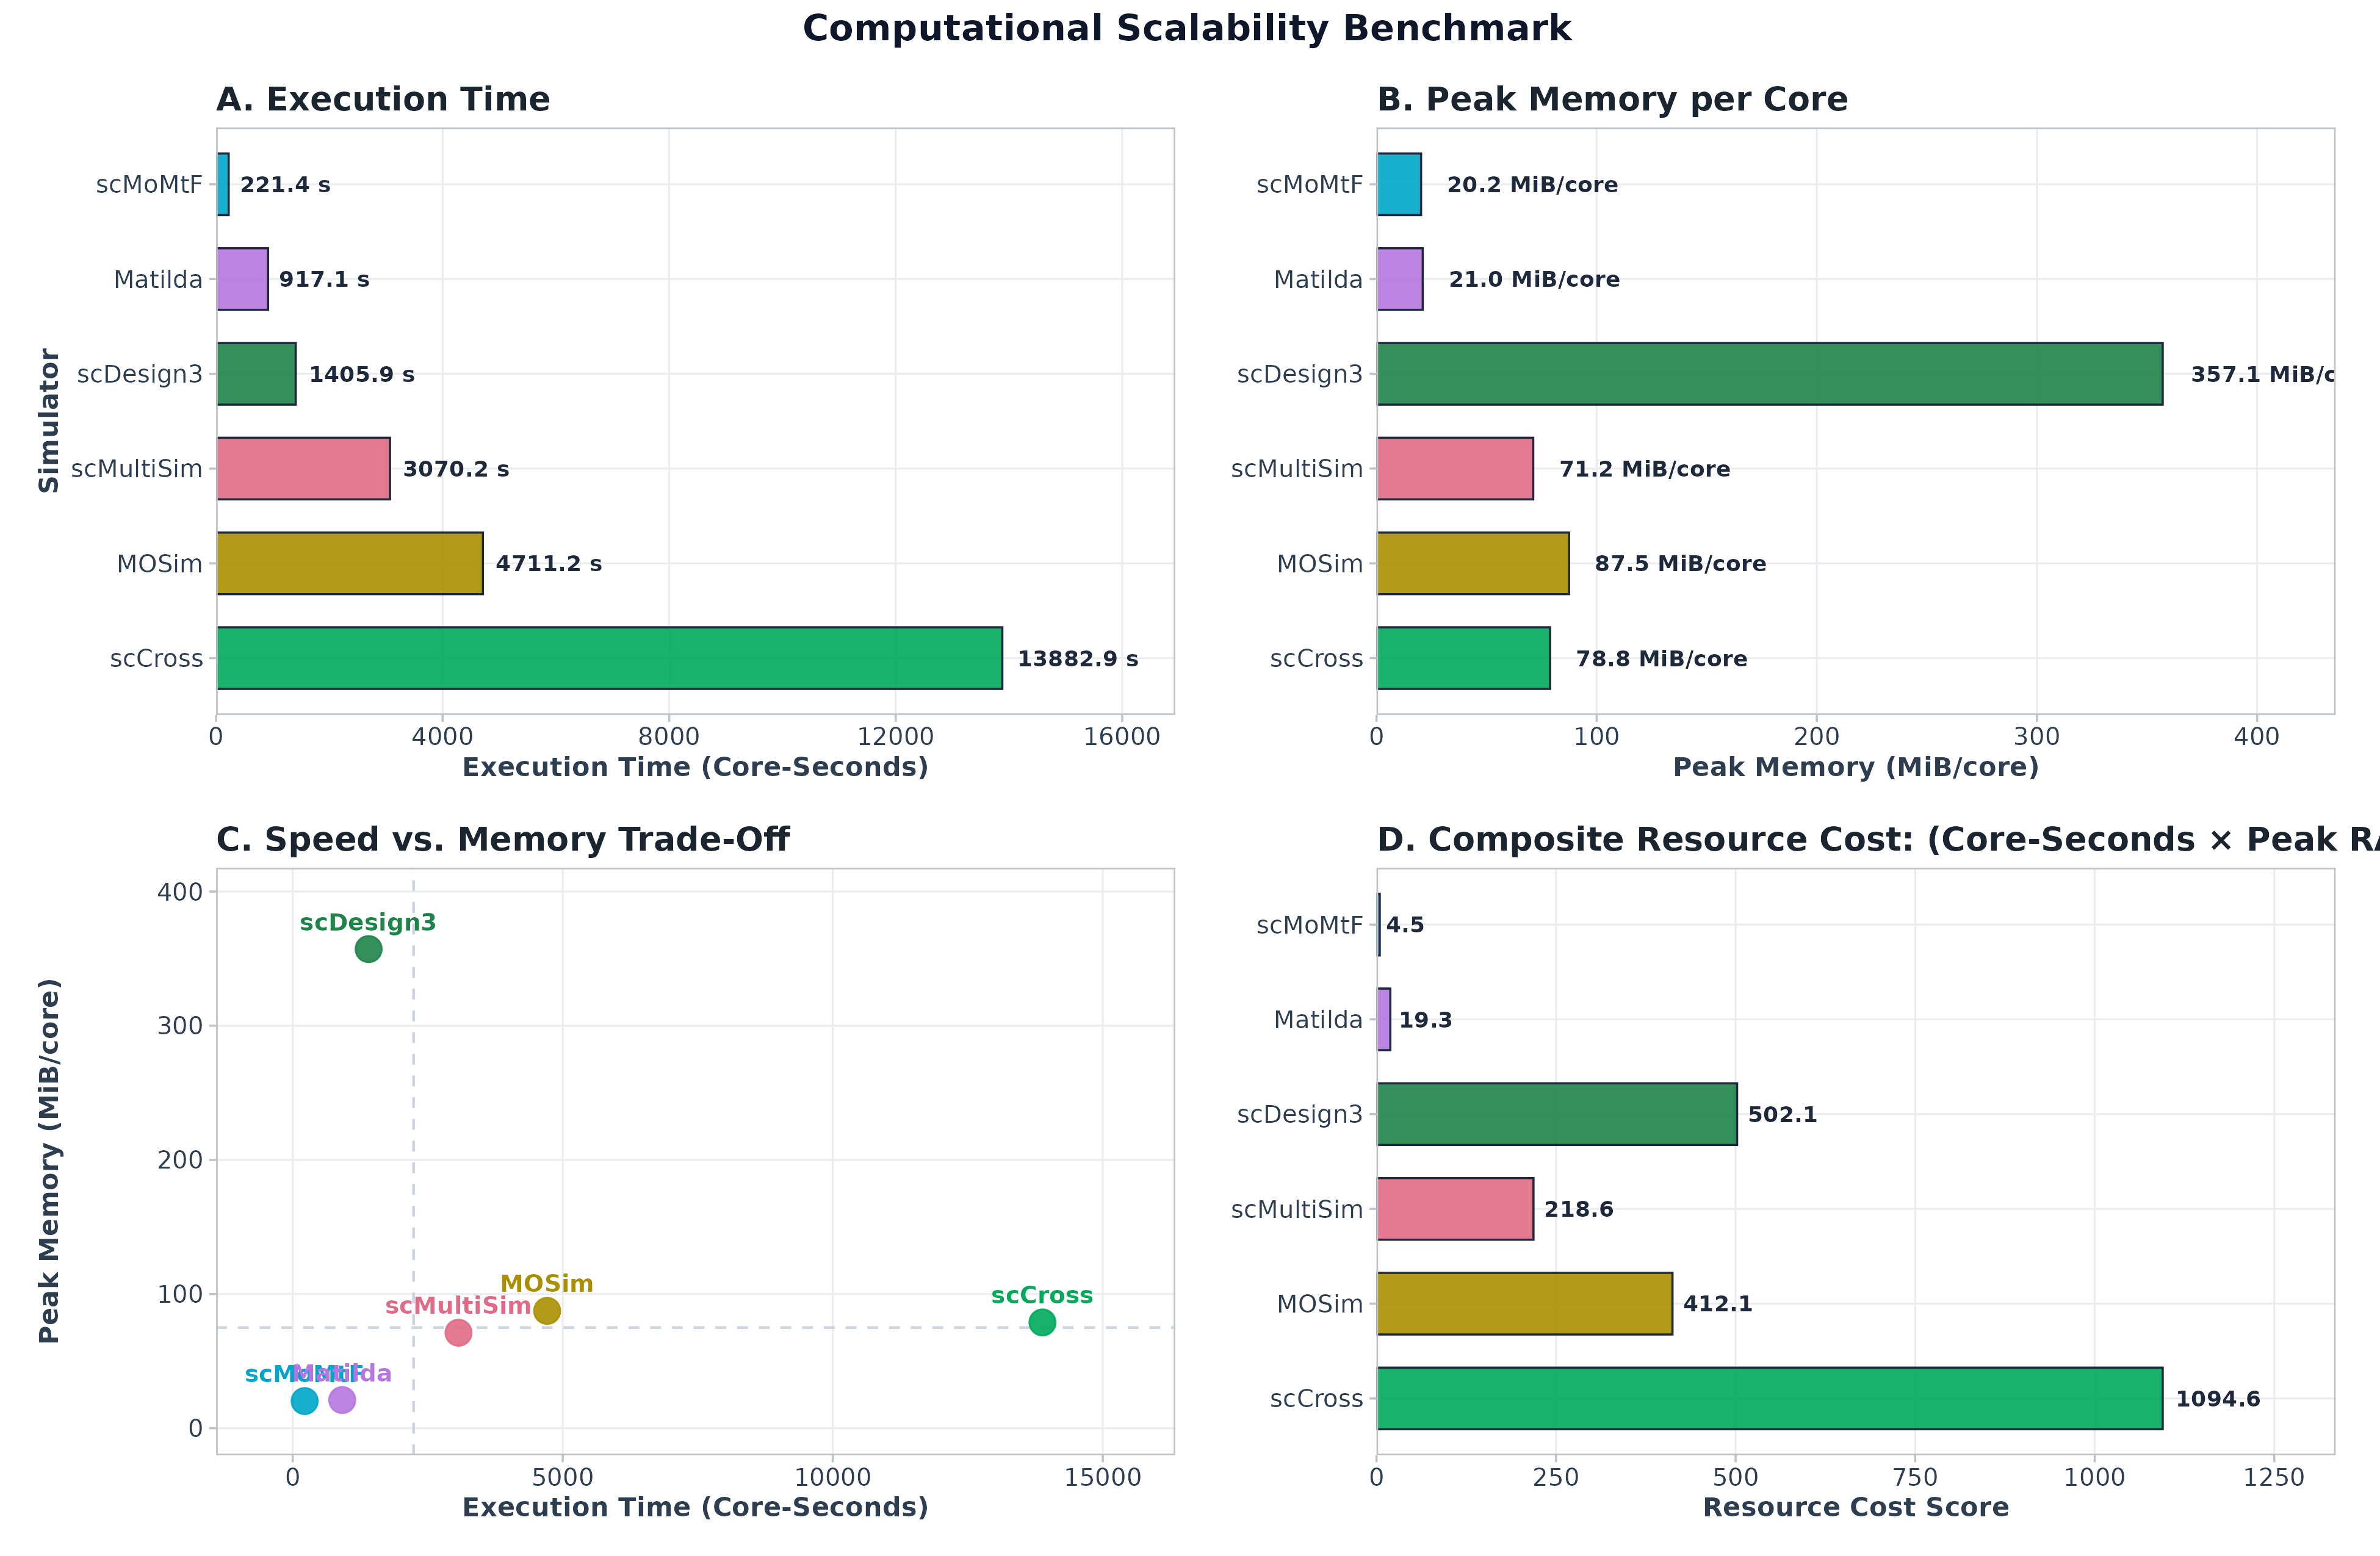 Computational Scalability Benchmark
A. Execution Time
Simulator
scMoMtF
221.4 s
Matilda
917.1 s
scDesign3
1405.9 s
scMultiSim
3070.2 s
MOSim
4711.2 s
scCross
13882.9 s
0 4000 8000 12000 16000
Execution Time (Core-Seconds)
B. Peak Memory per Core
scMoMtF
20.2 MiB/core
Matilda
21.0 MiB/core
scDesign3
357.1 MiB/c
scMultiSim
71.2 MiB/core
MOSim
87.5 MiB/core
scCross
78.8 MiB/core
0 100 200 300 400
Peak Memory (MiB/core)
C. Speed vs. Memory Trade-Off
Peak Memory (MiB/core)
400
300
200
100
0
scDesign3
MOSim
scMultiSim
scCross
scMoMtF
Matilda
0 5000 10000 15000
Execution Time (Core-Seconds)
D. Composite Resource Cost: (Core-Seconds × Peak RA
scMoMtF
4.5
Matilda
19.3
scDesign3
502.1
scMultiSim
218.6
MOSim
412.1
scCross
1094.6
0 250 500 750 1000 1250
Resource Cost Score